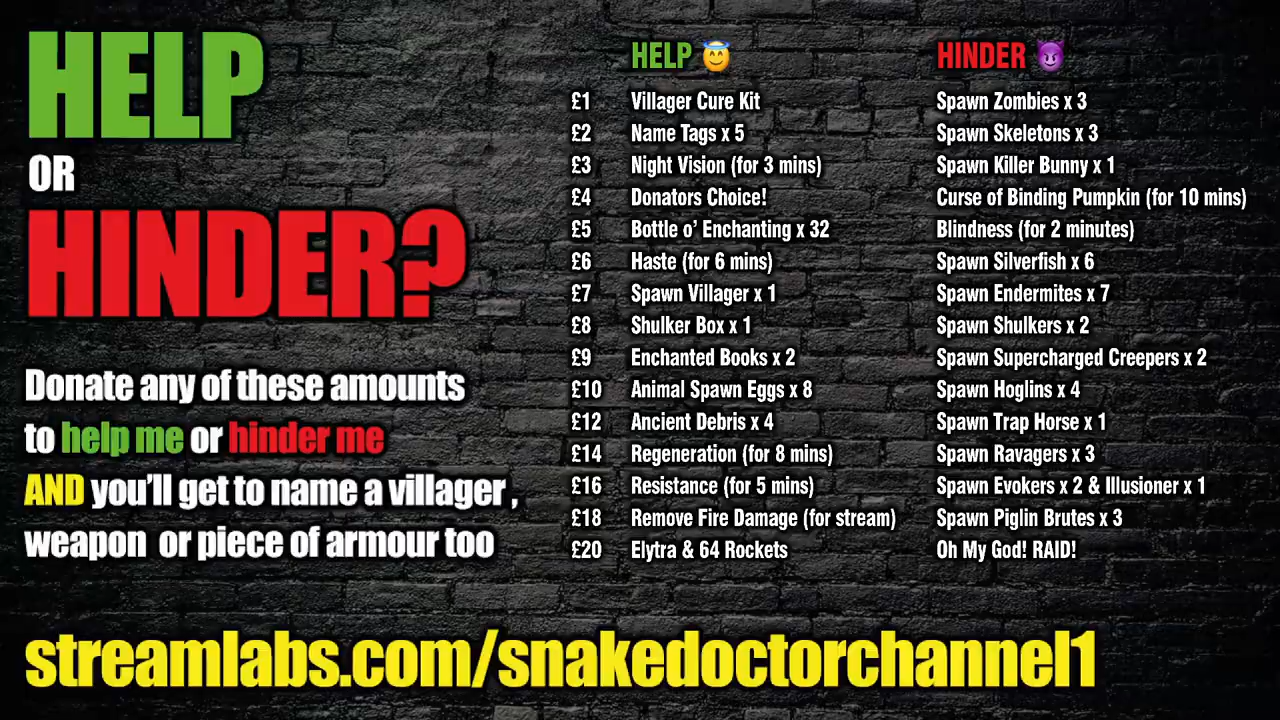 HELP
OR
HINDER?
Donate any of these amounts
to help me or hinder me
AND you'll get to name a villager ,
weapon or piece of armour too
HELP 😇 HINDER 😈
£1 Villager Cure Kit Spawn Zombies x 3
£2 Name Tags x 5 Spawn Skeletons x 3
£3 Night Vision (for 3 mins) Spawn Killer Bunny x 1
£4 Donators Choice! Curse of Binding Pumpkin (for 10 mins)
£5 Bottle o' Enchanting x 32 Blindness (for 2 minutes)
£6 Haste (for 6 mins) Spawn Silverfish x 6
£7 Spawn Villager x 1 Spawn Endermites x 7
£8 Shulker Box x 1 Spawn Shulkers x 2
£9 Enchanted Books x 2 Spawn Supercharged Creepers x 2
£10 Animal Spawn Eggs x 8 Spawn Hoglins x 4
£12 Ancient Debris x 4 Spawn Trap Horse x 1
£14 Regeneration (for 8 mins) Spawn Ravagers x 3
£16 Resistance (for 5 mins) Spawn Evokers x 2 & Illusioner x 1
£18 Remove Fire Damage (for stream) Spawn Piglin Brutes x 3
£20 Elytra & 64 Rockets Oh My God! RAID!
streamlabs.com/snakedoctorchannel1